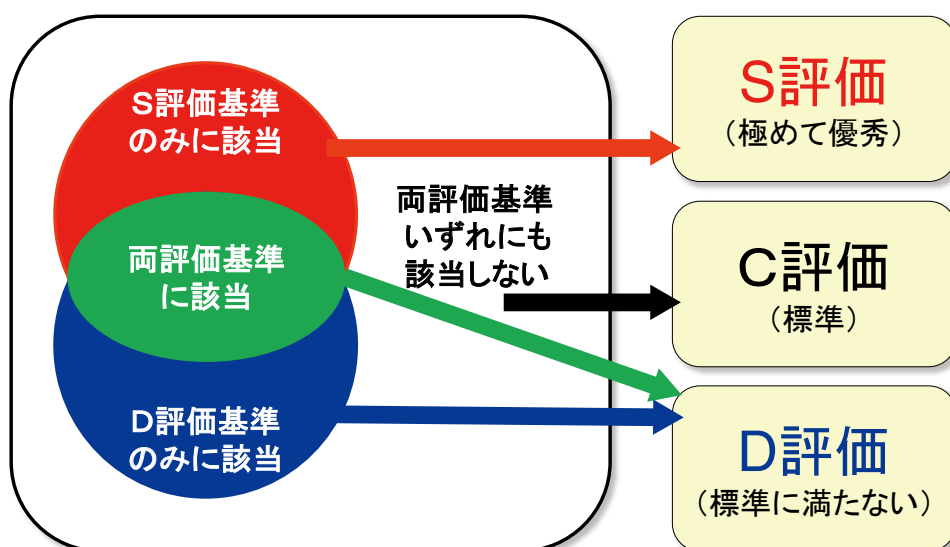 S評価基準
のみに該当
両評価基準
に該当
D評価基準
のみに該当
両評価基準
いずれにも
該当しない
S評価
(極めて優秀)
C評価
(標準)
D評価
(標準に満たない)